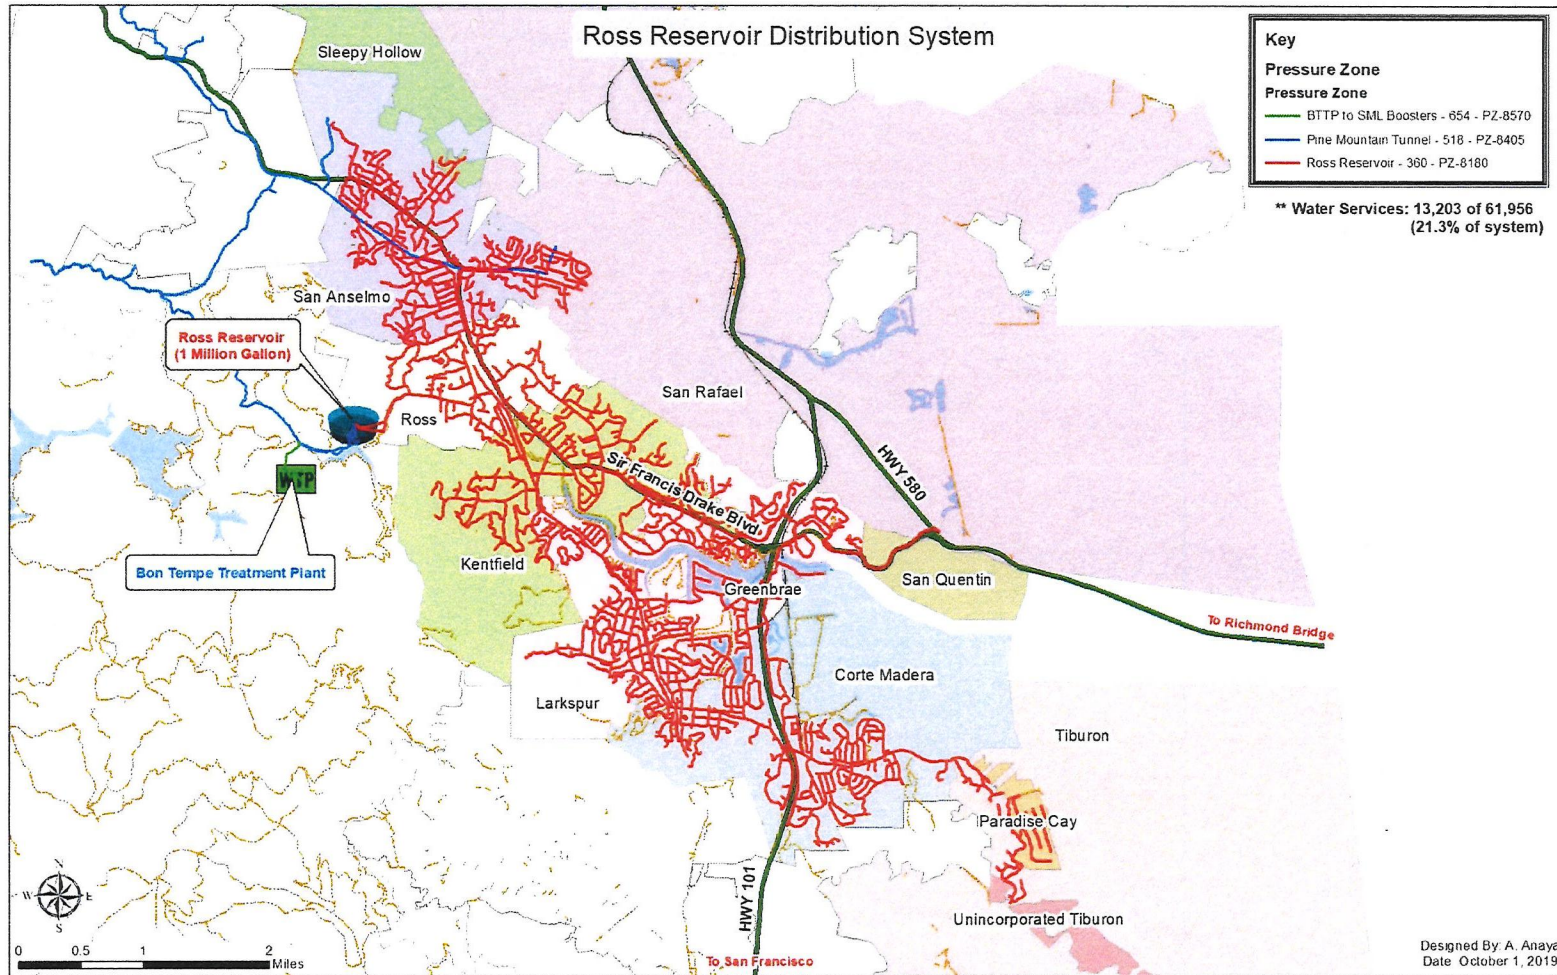 Ross Reservoir Distribution System
Key
Pressure Zone
Pressure Zone
BTTP to SML Boosters - 654 - PZ-8570
Pine Mountain Tunnel - 518 - PZ-8405
Ross Reservoir - 360 - PZ-8180
** Water Services: 13,203 of 61,956
(21.3% of system)
Sleepy Hollow
San Anselmo
Ross Reservoir
(1 Million Gallon)
San Rafael
Ross
HWY 580
Sir Francis Drake Blvd
WTP
Bon Tempe Treatment Plant
Kentfield
San Quentin
Greenbrae
To Richmond Bridge
Corte Madera
Larkspur
Tiburon
Paradise Cay
HWY 101
Unincorporated Tiburon
N
W E
S
0 0.5 1 2
Miles
To San Francisco
Designed By: A. Anaya
Date October 1, 2019